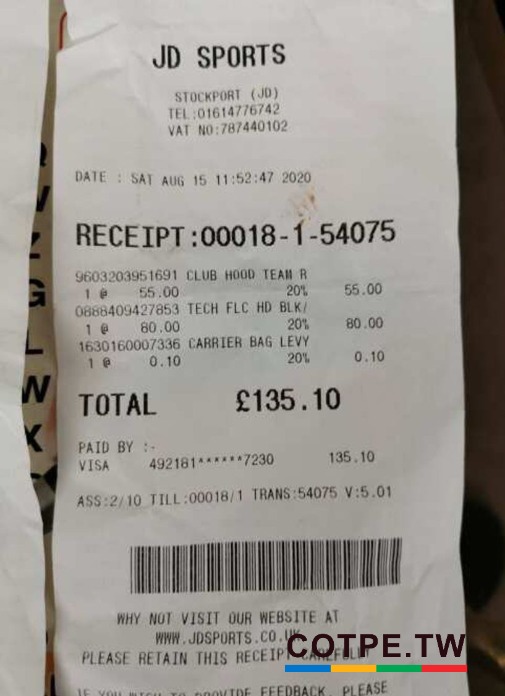 JD SPORTS
STOCKPORT (JD)
TEL:01614776742
VAT NO:787440102
DATE : SAT AUG 15 11:52:47 2020
RECEIPT:00018-1-54075
9603203951691 CLUB HOOD TEAM R
1 @ 55.00 20% 55.00
0888409427853 TECH FLC HD BLK/
1 @ 80.00 20% 80.00
1630160007336 CARRIER BAG LEVY
1 @ 0.10 20% 0.10
TOTAL £135.10
PAID BY :-
VISA 492181******7230 135.10
ASS:2/10 TILL:00018/1 TRANS:54075 V:5.01
WHY NOT VISIT OUR WEBSITE AT
WWW.JDSPORTS.CO.UK
PLEASE RETAIN THIS RECEIPT CAREFULLY
COTPE.TW
IF YOU WISH TO PROVIDE FEEDBACK, PLEASE
V
Z
G
L
W
X